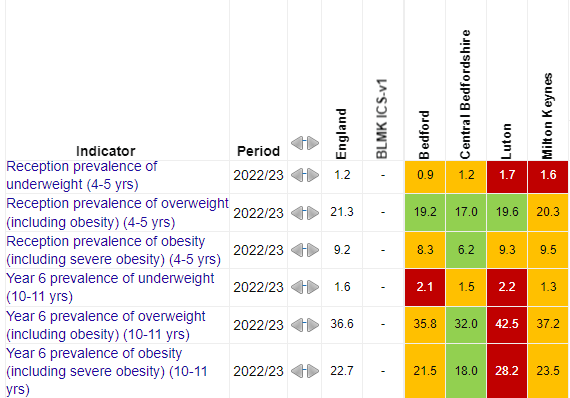 Indicator Period England BLMK ICS-v1 Bedford Central Bedfordshire Luton Milton Keynes
Reception prevalence of
underweight (4-5 yrs) 2022/23 1.2 - 0.9 1.2 1.7 1.6
Reception prevalence of overweight
(including obesity) (4-5 yrs) 2022/23 21.3 - 19.2 17.0 19.6 20.3
Reception prevalence of obesity
(including severe obesity) (4-5 yrs) 2022/23 9.2 - 8.3 6.2 9.3 9.5
Year 6 prevalence of underweight
(10-11 yrs) 2022/23 1.6 - 2.1 1.5 2.2 1.3
Year 6 prevalence of overweight
(including obesity) (10-11 yrs) 2022/23 36.6 - 35.8 32.0 42.5 37.2
Year 6 prevalence of obesity
(including severe obesity) (10-11 2022/23 22.7 - 21.5 18.0 28.2 23.5
yrs)